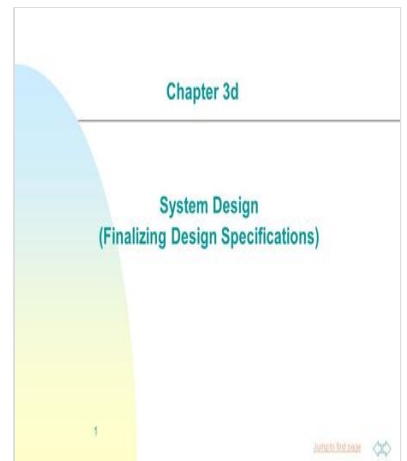 Chapter 3d
System Design
(Finalizing Design Specifications)
1
Jump to first page